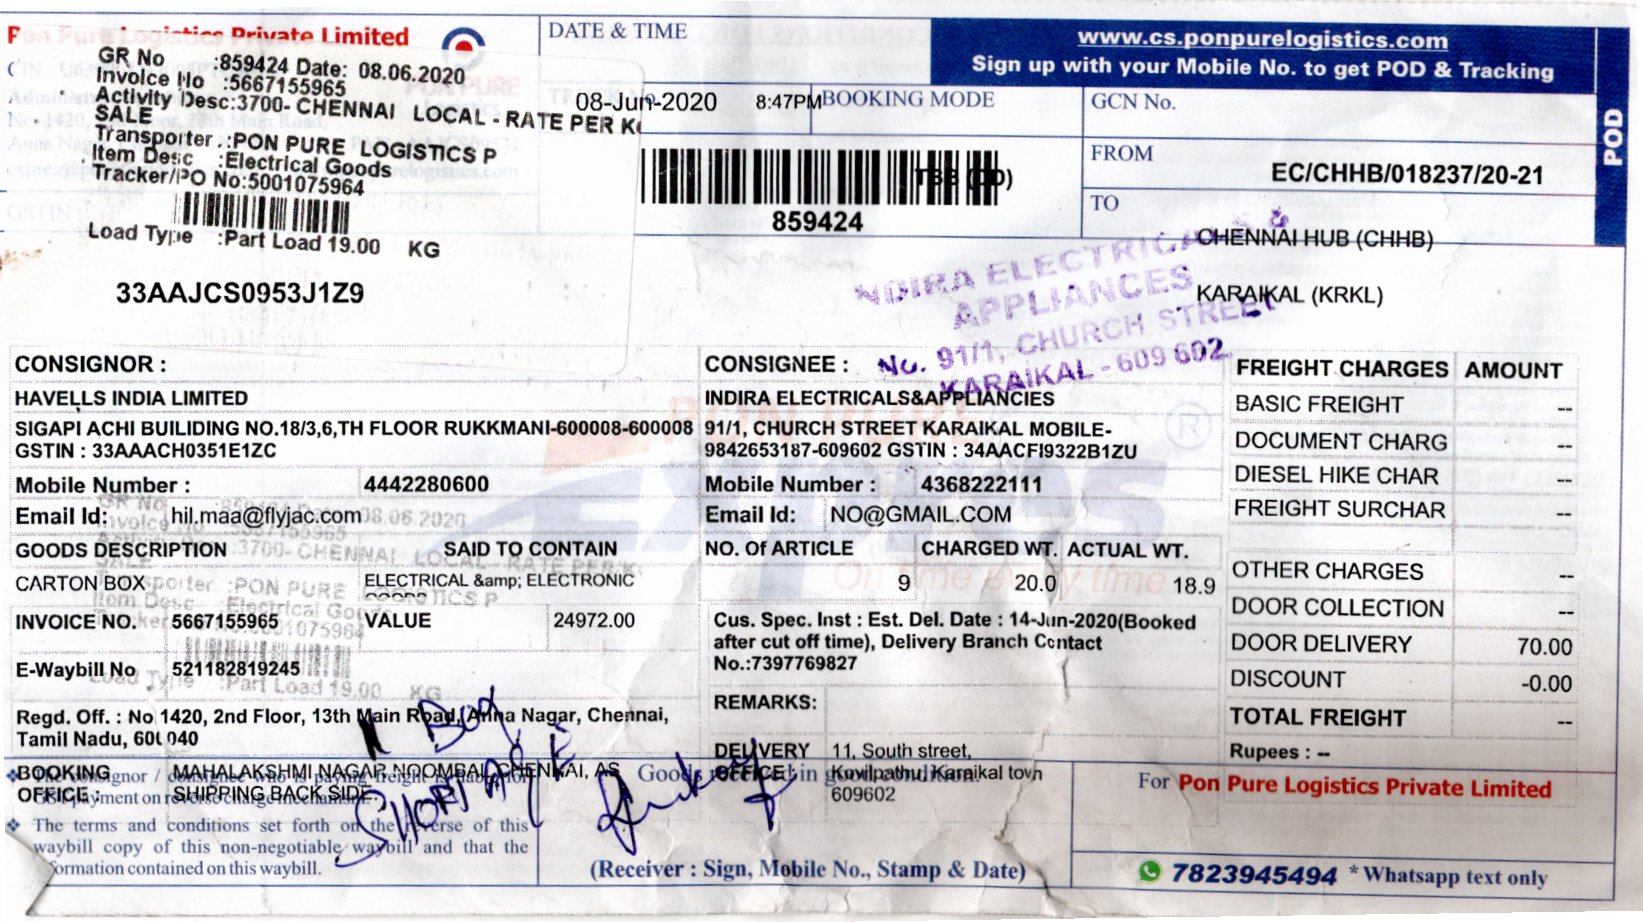 Pon Pure Logistics Private Limited
GR No :859424 Date: 08.06.2020
Invoice No :5667155965
Activity Desc:3700- CHENNAI LOCAL - RATE PER K
SALE
Transporter :PON PURE LOGISTICS P
Item Desc :Electrical Goods
Tracker/PO No:5001075964
Load Type :Part Load 19.00 KG
33AAJCS0953J1Z9
DATE & TIME
08-Jun-2020 8:47PM
BOOKING MODE
859424
www.cs.ponpurelogistics.com
Sign up with your Mobile No. to get POD & Tracking
POD
GCN No.
FROM
EC/CHHB/018237/20-21
TO
CHENNAI HUB (CHHB)
KARAIKAL (KRKL)
NDIRA ELECTRICALS &
APPLIANCES
No. 91/1, CHURCH STREET
KARAIKAL - 609 602
CONSIGNOR :
HAVELLS INDIA LIMITED
SIGAPI ACHI BUILIDING NO.18/3,6,TH FLOOR RUKKMANI-600008-600008
GSTIN : 33AAACH0351E1ZC
Mobile Number : 4442280600
Email Id: hil.maa@flyjac.com
GOODS DESCRIPTION SAID TO CONTAIN
CARTON BOX ELECTRICAL &amp; ELECTRONIC
INVOICE NO. 5667155965 VALUE 24972.00
E-Waybill No 521182819245
Regd. Off. : No 1420, 2nd Floor, 13th Main Road, Anna Nagar, Chennai,
Tamil Nadu, 600040
BOOKING OFFICE : MAHALAKSHMI NAGAR NOOMBAL CHENNAI, AS
SHIPPING BACK SIDE
CONSIGNEE :
INDIRA ELECTRICALS&APPLIANCIES
91/1, CHURCH STREET KARAIKAL MOBILE-
9842653187-609602 GSTIN : 34AACFI9322B1ZU
Mobile Number : 4368222111
Email Id: NO@GMAIL.COM
NO. Of ARTICLE CHARGED WT. ACTUAL WT.
9 20.0 18.9
Cus. Spec. Inst : Est. Del. Date : 14-Jun-2020(Booked
after cut off time), Delivery Branch Contact
No.:7397769827
REMARKS:
DELIVERY OFFICE : 11, South street,
Kovilpathu, Karaikal town
609602
FREIGHT CHARGES AMOUNT
BASIC FREIGHT --
DOCUMENT CHARG --
DIESEL HIKE CHAR --
FREIGHT SURCHAR --
OTHER CHARGES --
DOOR COLLECTION --
DOOR DELIVERY 70.00
DISCOUNT -0.00
TOTAL FREIGHT --
Rupees : --
Box
SHORTAGE
Goods received in good condition
The terms and conditions set forth on the reverse of this
waybill copy of this non-negotiable waybill and that the
formation contained on this waybill.
(Receiver : Sign, Mobile No., Stamp & Date)
For Pon Pure Logistics Private Limited
7823945494 * Whatsapp text only